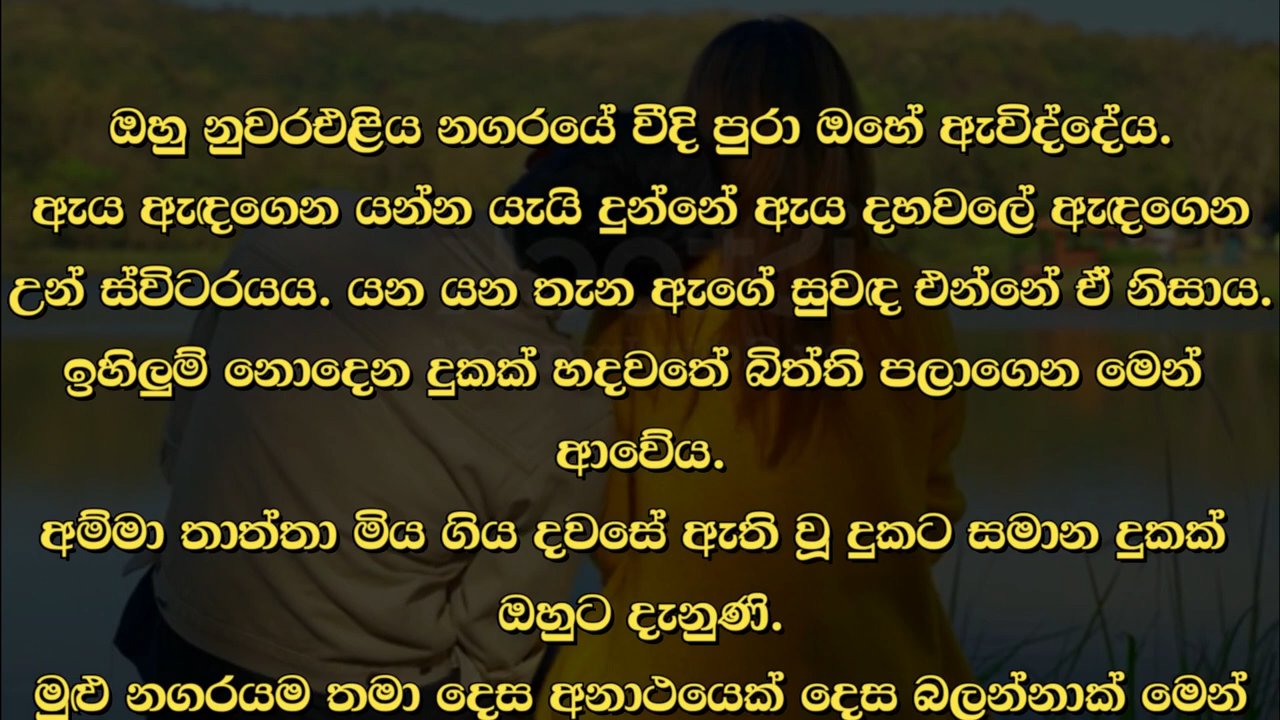 ඔහු නුවරඑළිය නගරයේ වීදි පුරා ඔහේ ඇවිද්දේය.
ඇය ඇඳගෙන යන්න යැයි දුන්නේ ඇය දහවලේ ඇඳගෙන
උන් ස්විටරයය. යන යන තැන ඇගේ සුවඳ එන්නේ ඒ නිසාය.
ඉහිලුම් නොදෙන දුකක් හදවතේ බිත්ති පලාගෙන මෙන්
ආවේය.
අම්මා තාත්තා මිය ගිය දවසේ ඇති වූ දුකට සමාන දුකක්
ඔහුට දැනුණි.
මුළු නගරයම තමා දෙස අනාථයෙක් දෙස බලන්නාක් මෙන්